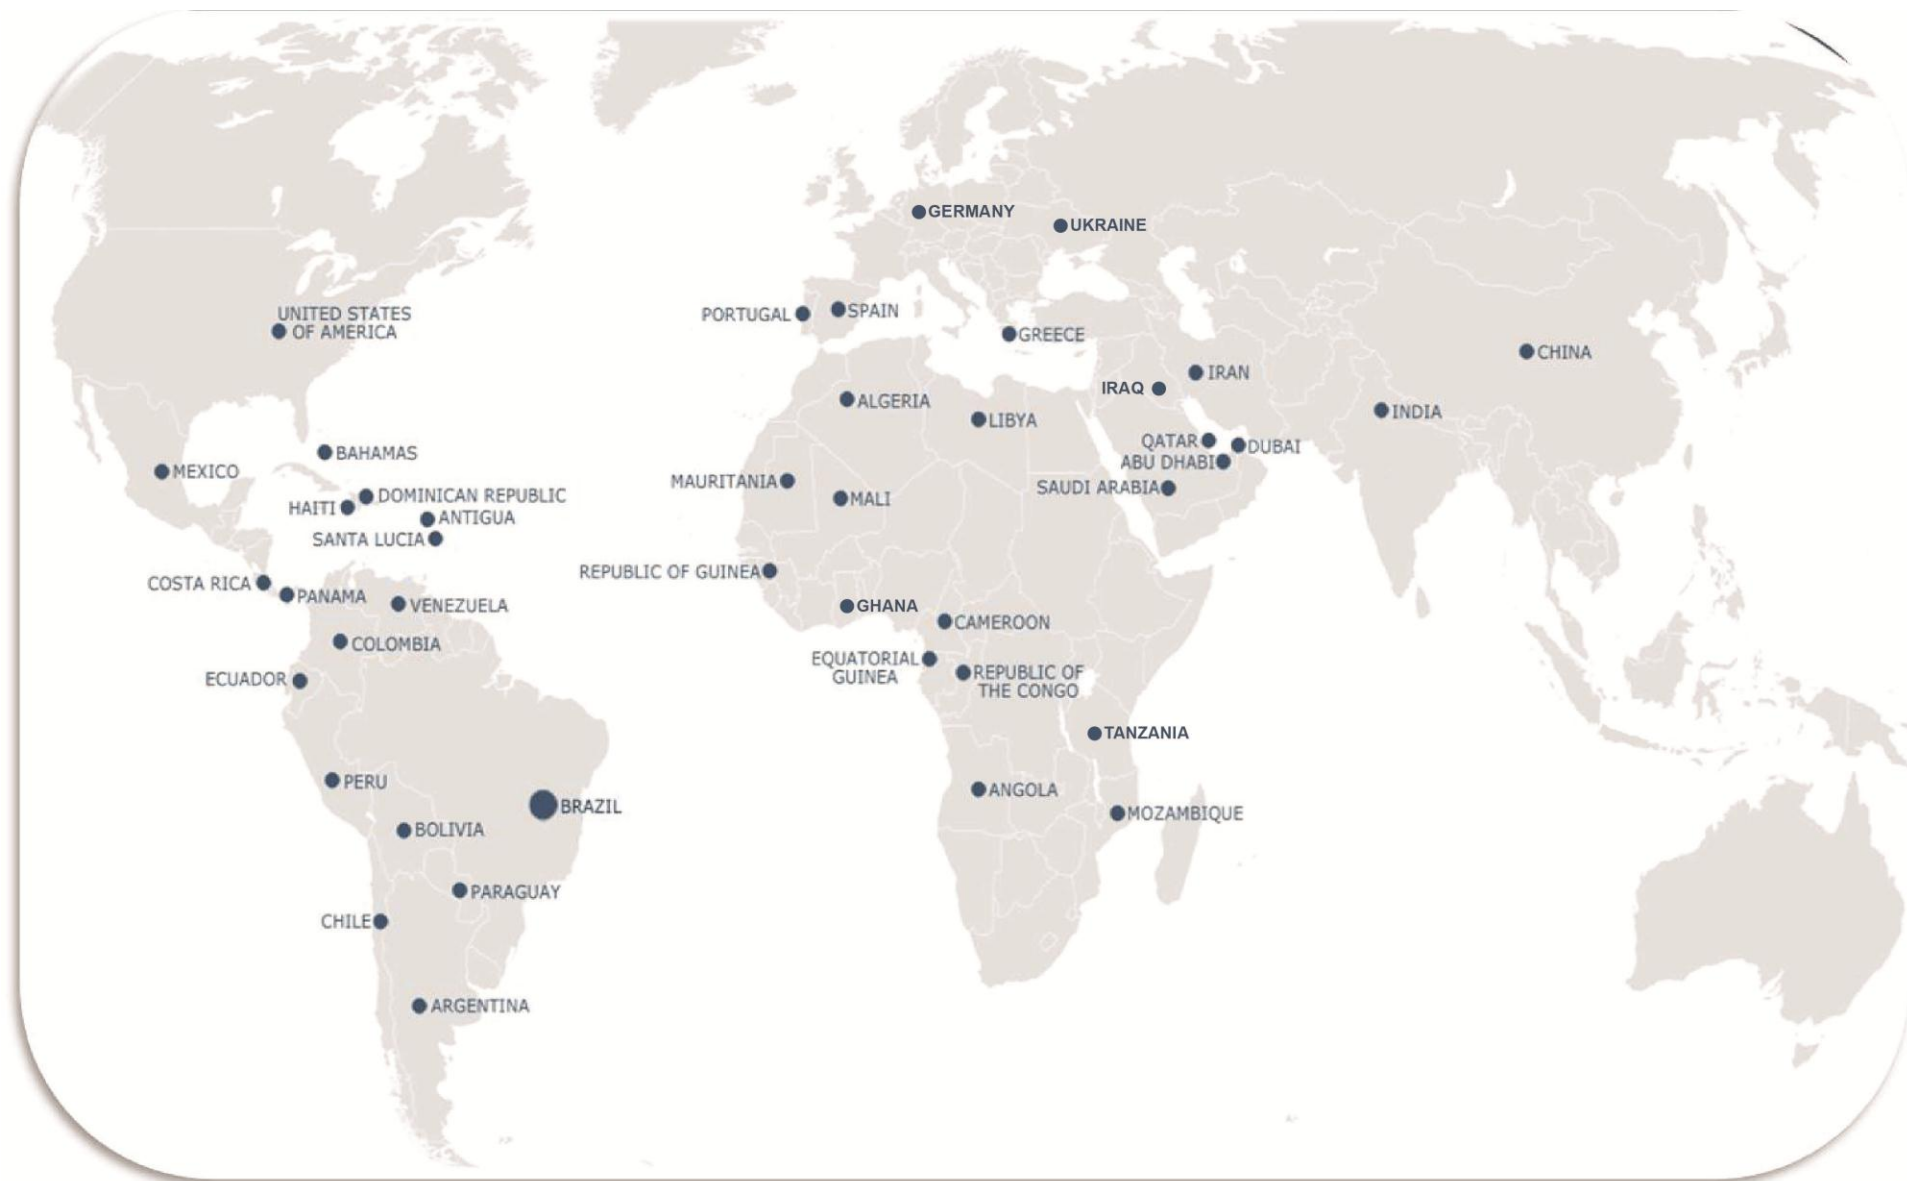 GERMANY
UKRAINE
UNITED STATES
OF AMERICA
PORTUGAL
SPAIN
GREECE
CHINA
IRAN
IRAQ
ALGERIA
LIBYA
INDIA
QATAR
DUBAI
ABU DHABI
SAUDI ARABIA
BAHAMAS
MEXICO
MAURITANIA
MALI
DOMINICAN REPUBLIC
HAITI
ANTIGUA
SANTA LUCIA
REPUBLIC OF GUINEA
COSTA RICA
PANAMA
VENEZUELA
GHANA
CAMEROON
COLOMBIA
EQUATORIAL
GUINEA
REPUBLIC OF
THE CONGO
ECUADOR
TANZANIA
PERU
ANGOLA
BRAZIL
MOZAMBIQUE
BOLIVIA
PARAGUAY
CHILE
ARGENTINA